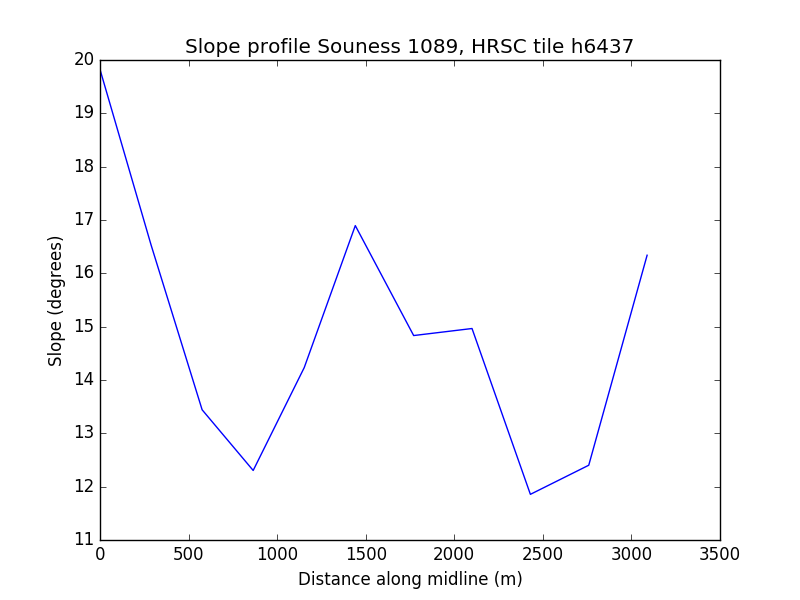 Slope profile Souness 1089, HRSC tile h6437
20
19
18
17
16
15
14
13
12
11
Slope (degrees)
0 500 1000 1500 2000 2500 3000 3500
Distance along midline (m)